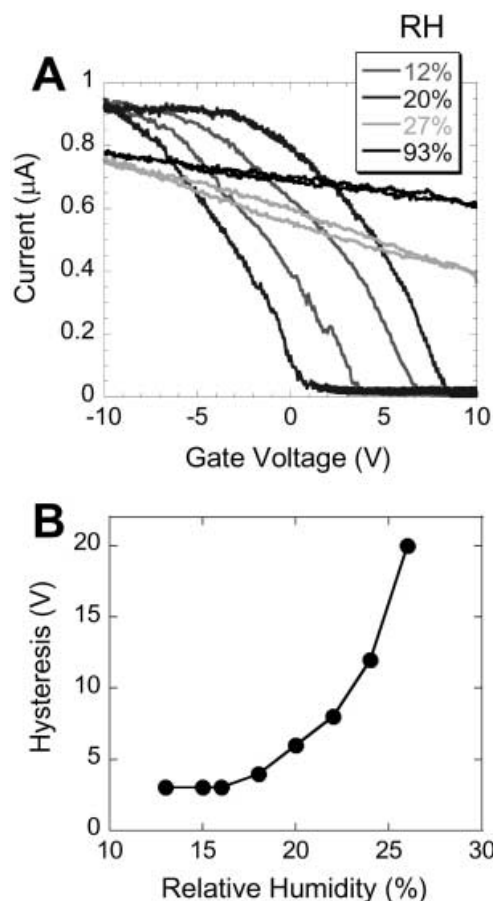 RH
A
12%
20%
27%
93%
1
0.8
0.6
0.4
0.2
0
Current (μA)
-10 -5 0 5 10
Gate Voltage (V)
B
20
15
10
5
0
Hysteresis (V)
10 15 20 25 30
Relative Humidity (%)